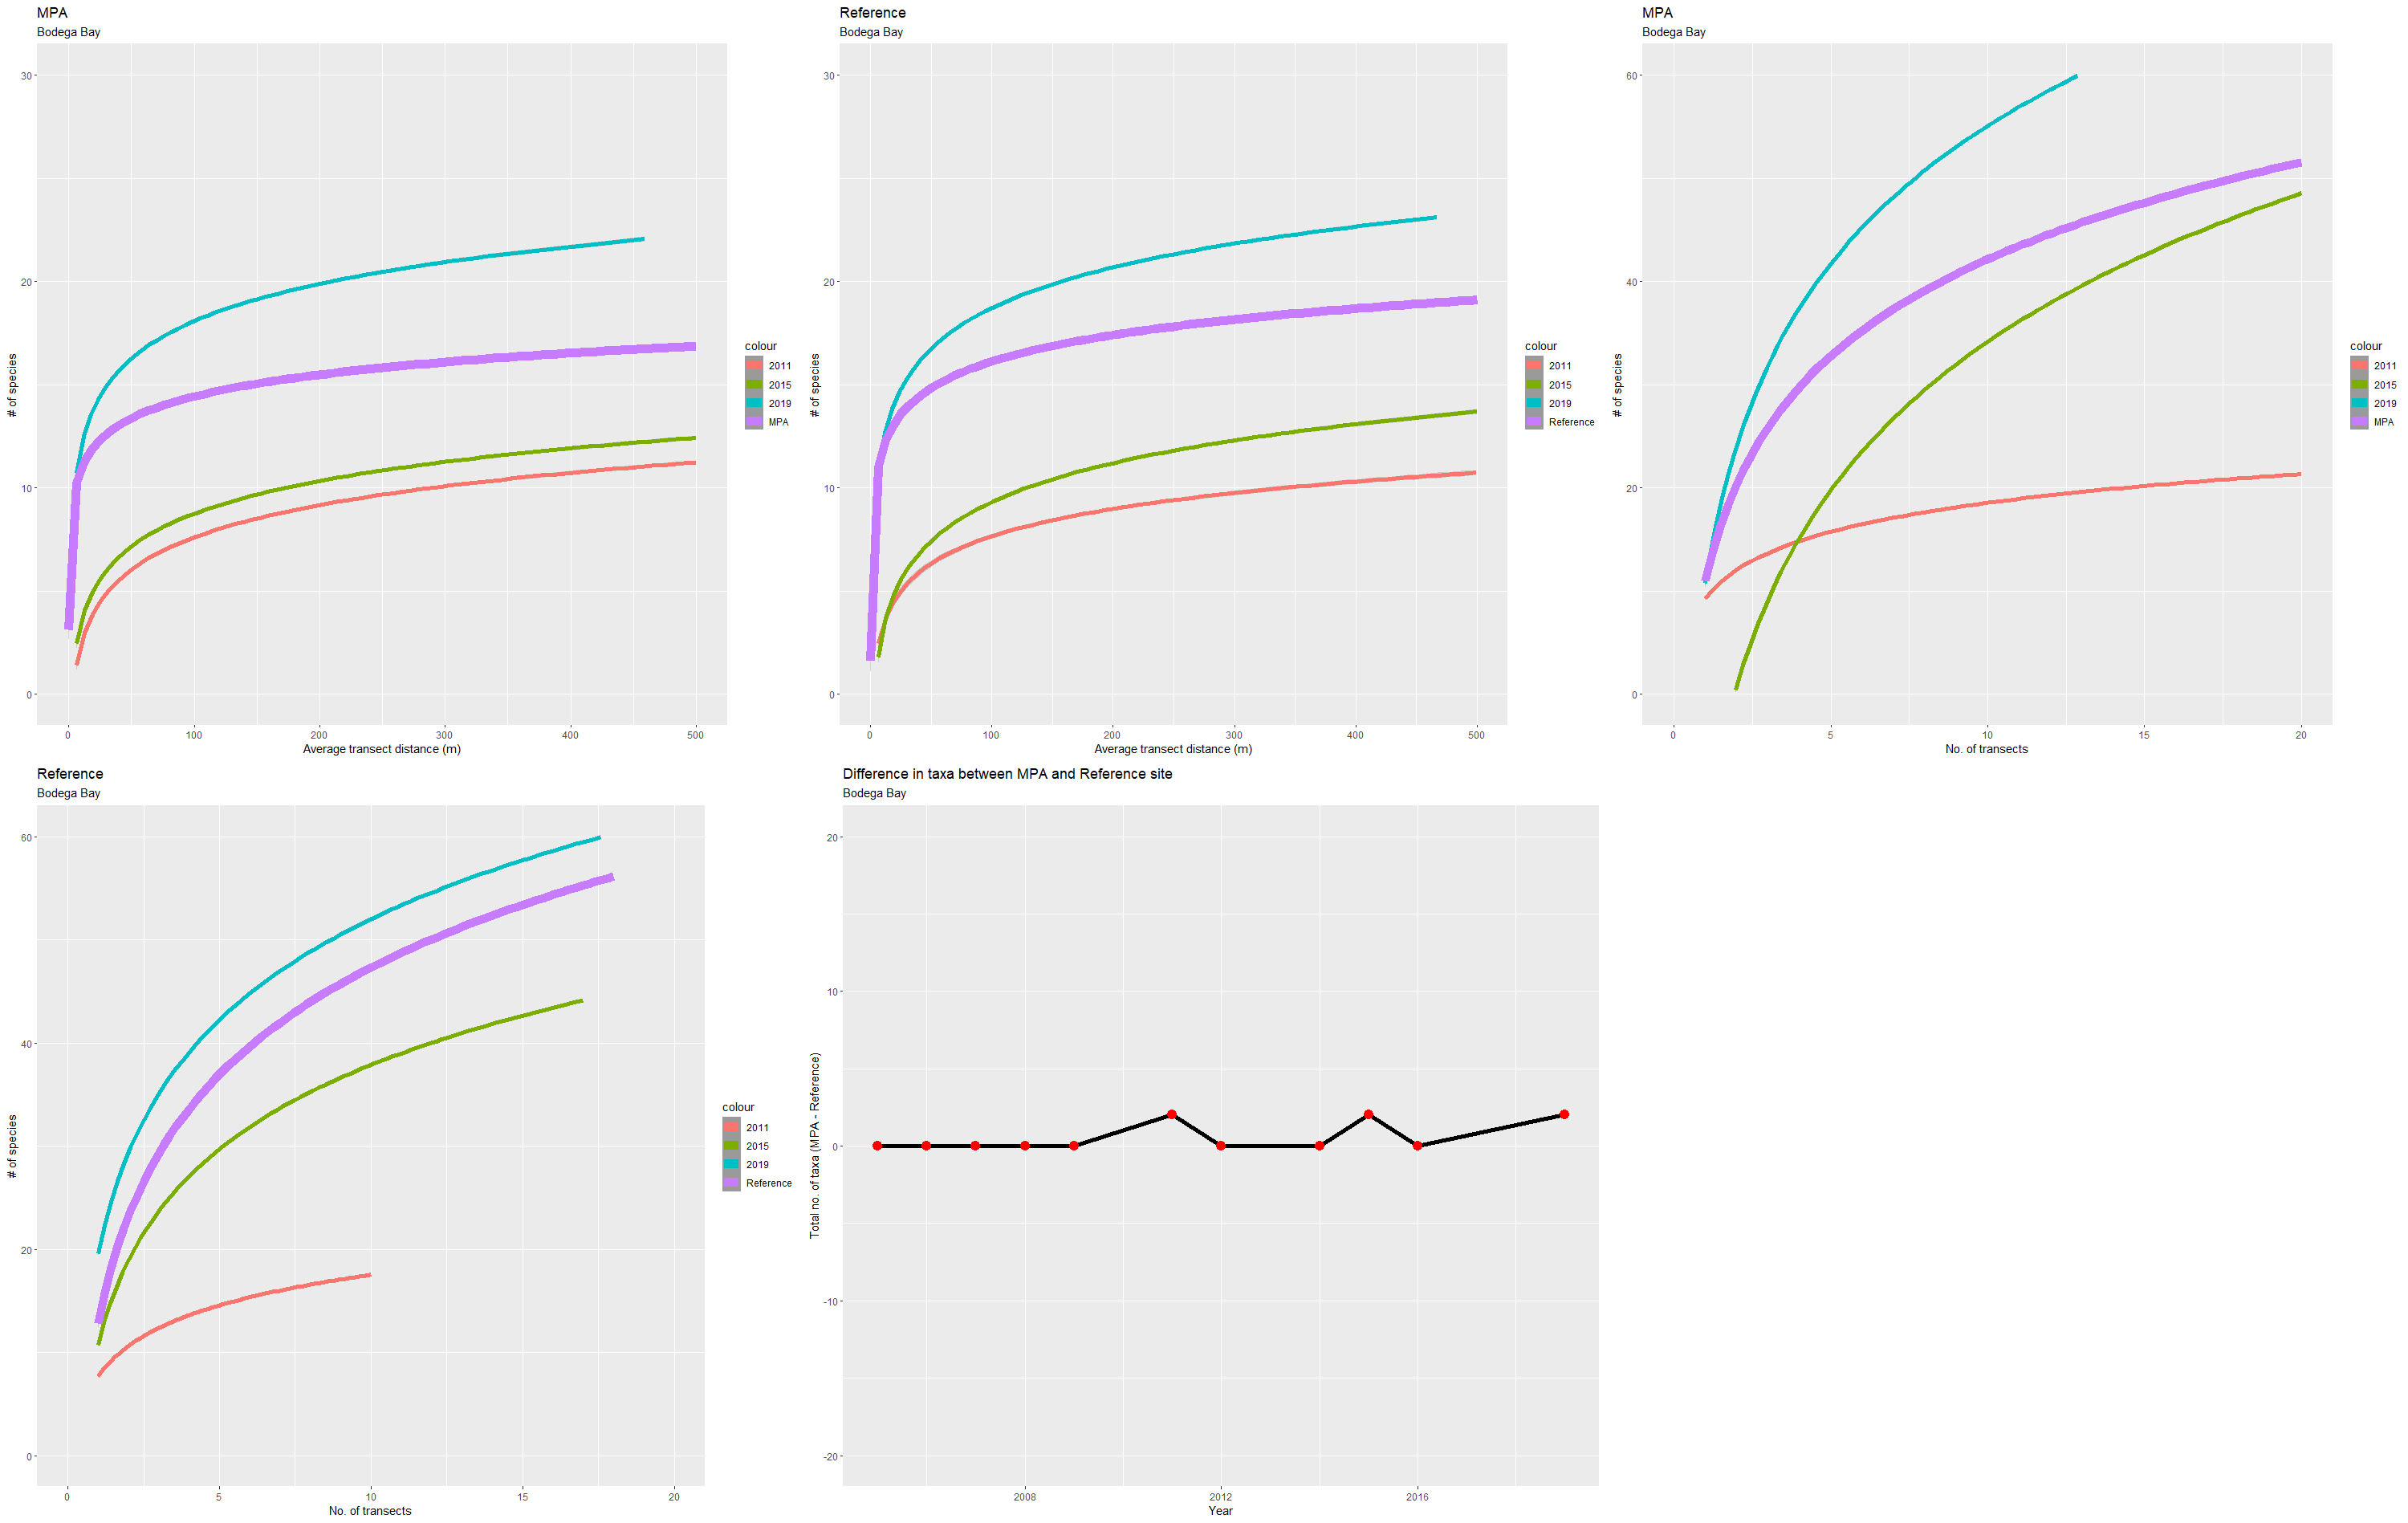 MPA
Bodega Bay
30
20
10
0
# of species
0 100 200 300 400 500
Average transect distance (m)
colour
2011
2015
2019
MPA
Reference
Bodega Bay
30
20
10
0
# of species
0 100 200 300 400 500
Average transect distance (m)
colour
2011
2015
2019
Reference
MPA
Bodega Bay
60
40
20
0
# of species
0 5 10 15 20
No. of transects
colour
2011
2015
2019
MPA
Reference
Bodega Bay
60
40
20
0
# of species
0 5 10 15 20
No. of transects
colour
2011
2015
2019
Reference
Difference in taxa between MPA and Reference site
Bodega Bay
20
10
0
-10
-20
Total no. of taxa (MPA - Reference)
2008 2012 2016
Year